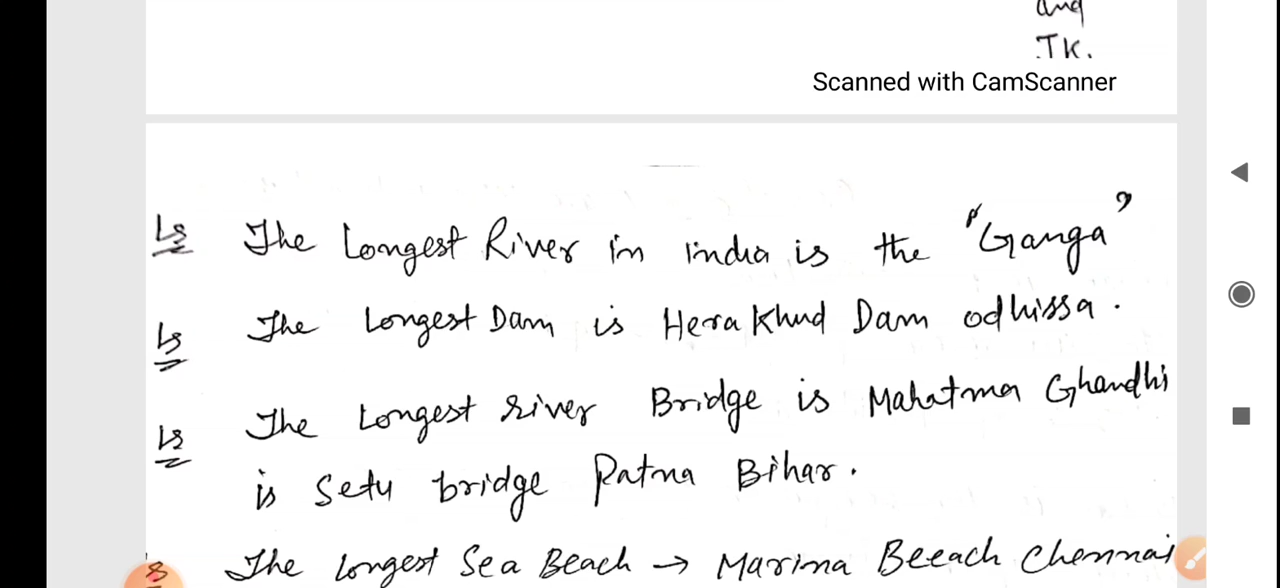 and
TK.
Scanned with CamScanner
The Longest River in india is the "Ganga"
The Longest Dam is HeraKhud Dam odhissa.
The Longest river Bridge is Mahatma Ghandhi
is Setu bridge Patna Bihar.
The longest Sea Beach → Marina Beeach Chennai